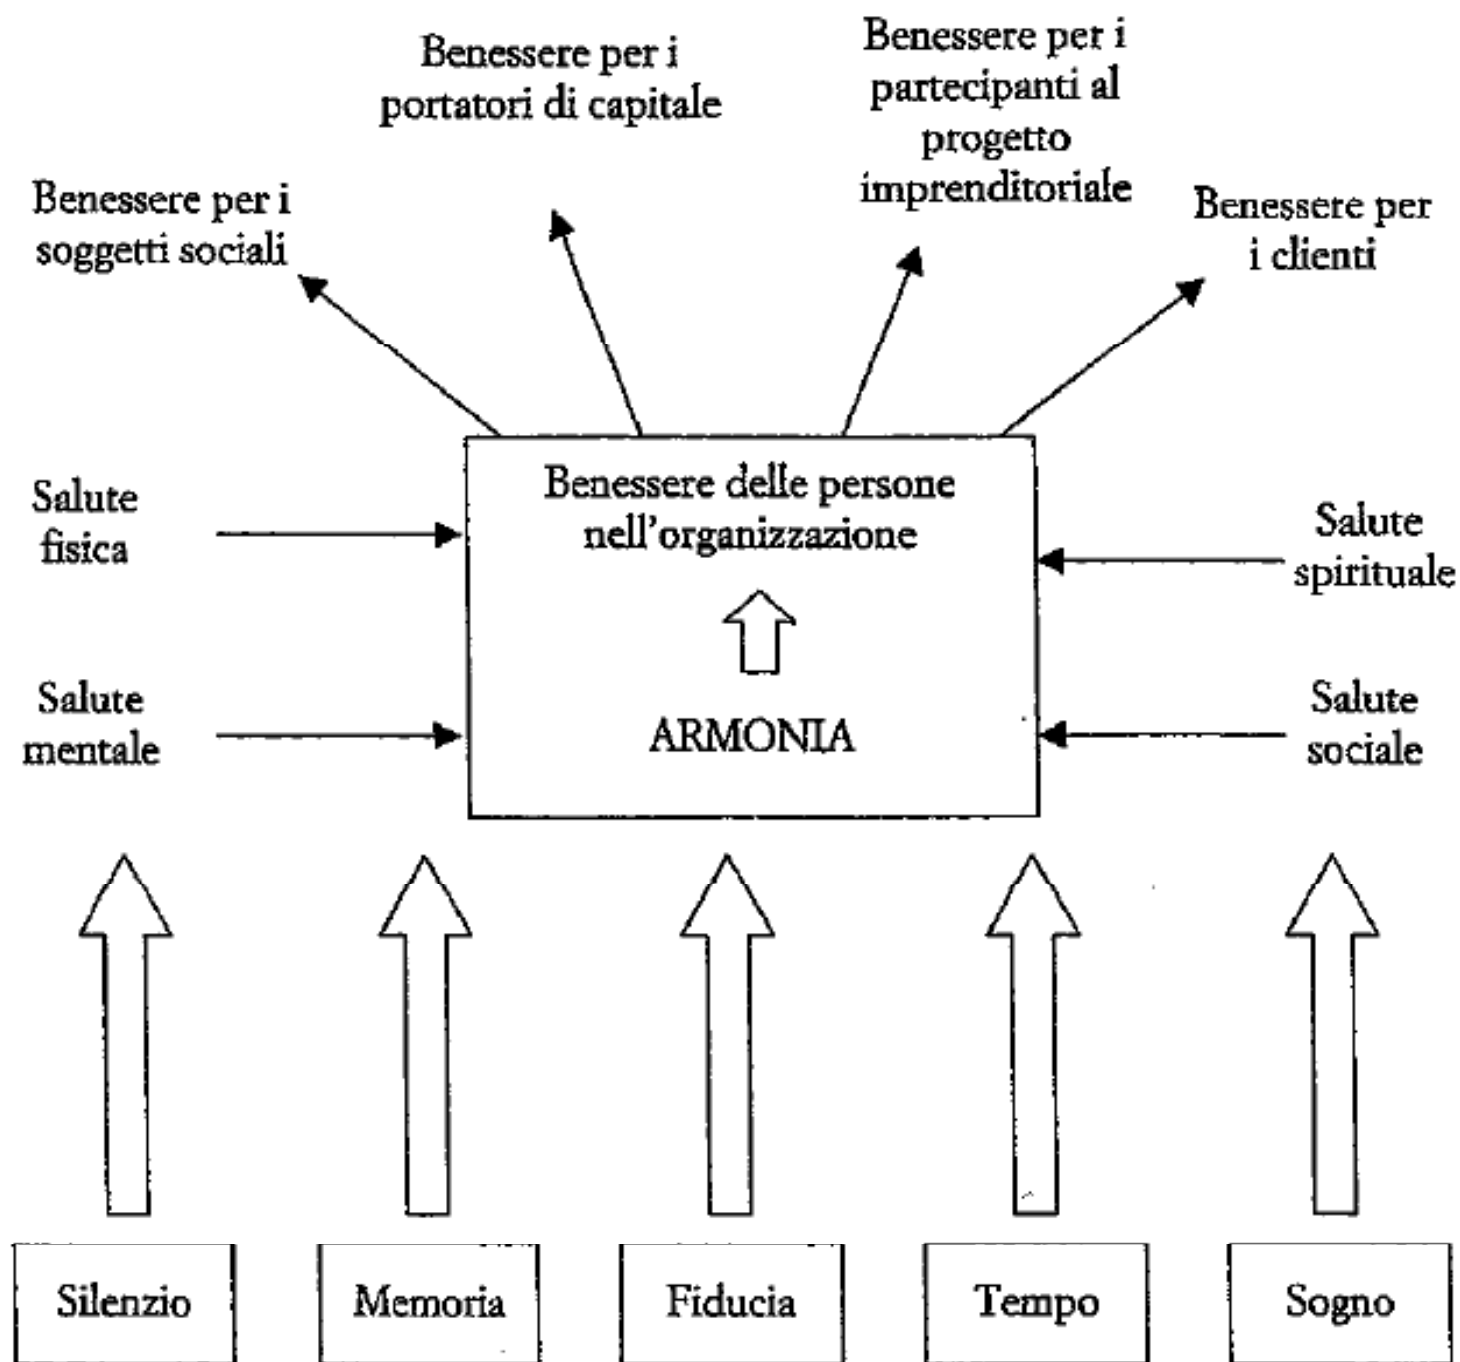 Benessere per i
portatori di capitale
Benessere per i
partecipanti al
progetto
imprenditoriale
Benessere per i
soggetti sociali
Benessere per
i clienti
Benessere delle persone
nell'organizzazione
ARMONIA
Salute
fisica
Salute
mentale
Salute
spirituale
Salute
sociale
Silenzio
Memoria
Fiducia
Tempo
Sogno